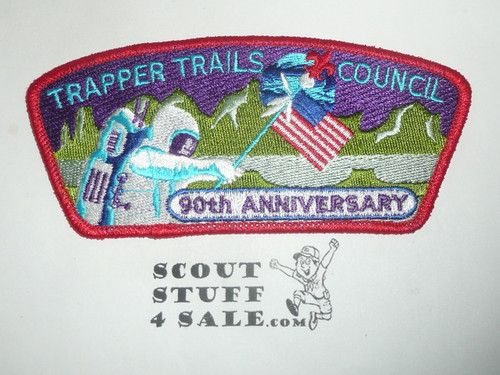 TRAPPER TRAILS COUNCIL
90th ANNIVERSARY
SCOUT
STUFF
4 SALE.COM